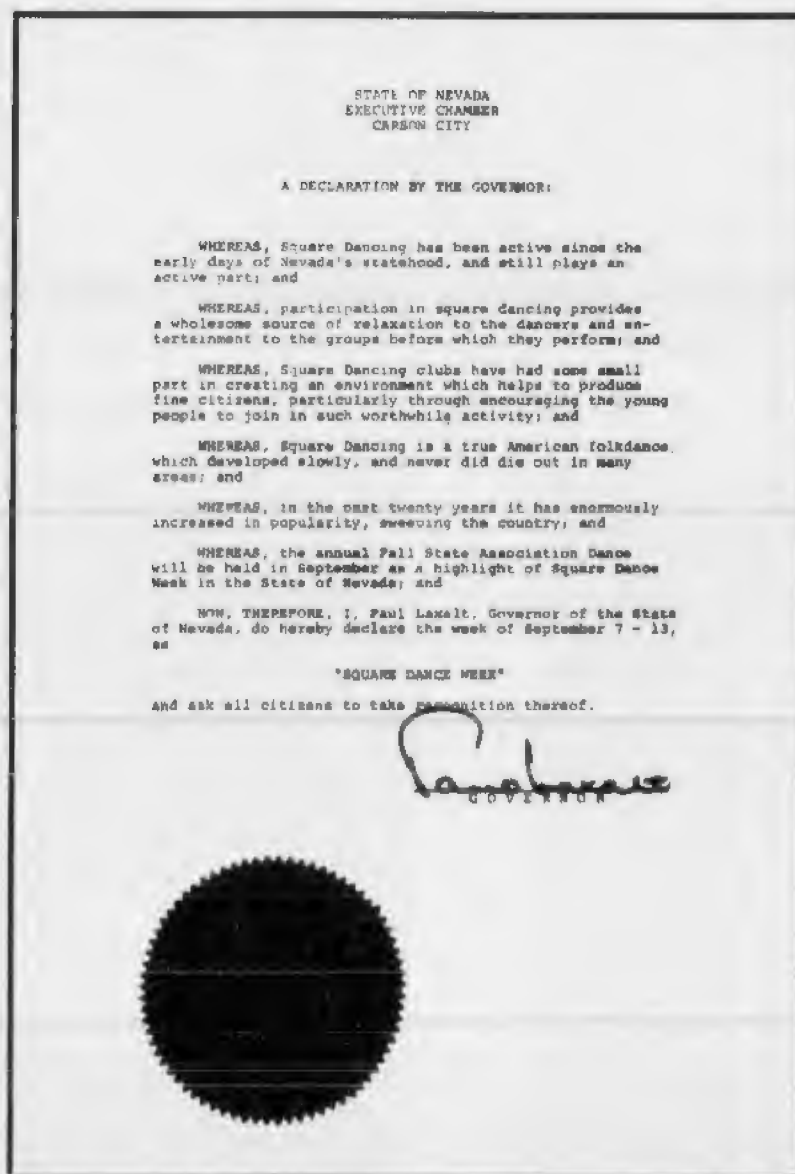 STATE OF NEVADA
EXECUTIVE CHAMBER
CARSON CITY
A DECLARATION BY THE GOVERNOR:
WHEREAS, Square Dancing has been active since the
early days of Nevada's statehood, and still plays an
active part; and
WHEREAS, participation in square dancing provides
a wholesome source of relaxation to the dancers and en-
tertainment to the groups before which they perform; and
WHEREAS, Square Dancing clubs have had some small
part in creating an environment which helps to produce
fine citizens, particularly through encouraging the young
people to join in such worthwhile activity; and
WHEREAS, Square Dancing is a true American folkdance,
which developed slowly, and never did die out in many
areas; and
WHEREAS, in the past twenty years it has enormously
increased in popularity, sweeping the country; and
WHEREAS, the annual Fall State Association Dance
will be held in September as a highlight of Square Dance
Week in the State of Nevada; and
NOW, THEREFORE, I, Paul Laxalt, Governor of the State
of Nevada, do hereby declare the week of September 7 - 13,
as
"SQUARE DANCE WEEK"
and ask all citizens to take recognition thereof.
Paul Laxalt
GOVERNOR